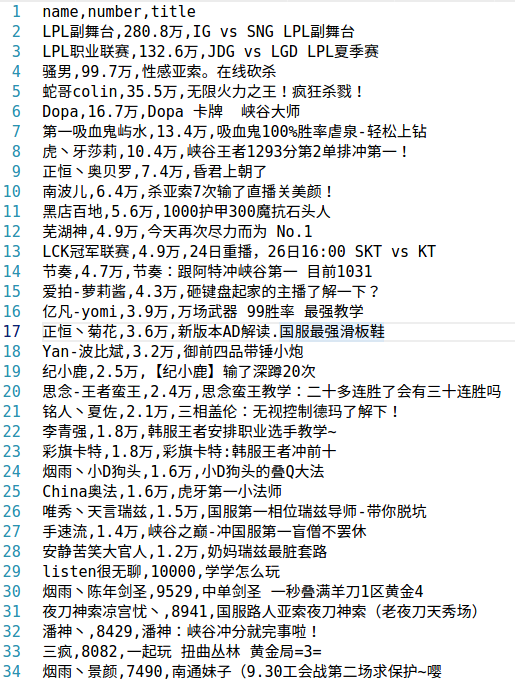 1 name,number,title
2 LPL副舞台,280.8万,IG vs SNG LPL副舞台
3 LPL职业联赛,132.6万,JDG vs LGD LPL夏季赛
4 骚男,99.7万,性感亚索。在线砍杀
5 蛇哥colin,35.5万,无限火力之王！疯狂杀戮！
6 Dopa,16.7万,Dopa 卡牌  峡谷大师
7 第一吸血鬼屿水,13.4万,吸血鬼100%胜率虐泉-轻松上钻
8 虎丶牙莎莉,10.4万,峡谷王者1293分第2单排冲第一！
9 正恒丶奥贝罗,7.4万,昏君上朝了
10 南波儿,6.4万,杀亚索7次输了直播关美颜！
11 黑店百地,5.6万,1000护甲300魔抗石头人
12 芜湖神,4.9万,今天再次尽力而为 No.1
13 LCK冠军联赛,4.9万,24日重播，26日16:00 SKT vs KT
14 节奏,4.7万,节奏：跟阿特冲峡谷第一 目前1031
15 爱拍-萝莉酱,4.3万,砸键盘起家的主播了解一下？
16 亿凡-yomi,3.9万,万场武器 99胜率 最强教学
17 正恒丶菊花,3.6万,新版本AD解读.国服最强滑板鞋
18 Yan-波比斌,3.2万,御前四品带锤小炮
19 纪小鹿,2.5万,【纪小鹿】输了深蹲20次
20 思念-王者蛮王,2.4万,思念蛮王教学：二十多连胜了会有三十连胜吗
21 铭人丶夏佐,2.1万,三相盖伦：无视控制德玛了解下！
22 李青强,1.8万,韩服王者安排职业选手教学~
23 彩旗卡特,1.8万,彩旗卡特:韩服王者冲前十
24 烟雨丶小D狗头,1.6万,小D狗头的叠Q大法
25 China奥法,1.6万,虎牙第一小法师
26 唯秀丶天言瑞兹,1.5万,国服第一相位瑞兹导师-带你脱坑
27 手速流,1.4万,峡谷之巅-冲国服第一盲僧不罢休
28 安静苦笑大官人,1.2万,奶妈瑞兹最脏套路
29 listen很无聊,10000,学学怎么玩
30 烟雨丶陈年剑圣,9529,中单剑圣 一秒叠满羊刀1区黄金4
31 夜刀神索凉宫忧丶,8941,国服路人亚索夜刀神索（老夜刀天秀场）
32 潘神丶,8429,潘神：峡谷冲分就完事啦！
33 三疯,8082,一起玩 扭曲丛林 黄金局=3=
34 烟雨丶景颜,7490,南通妹子（9.30工会战第二场求保护~嘤